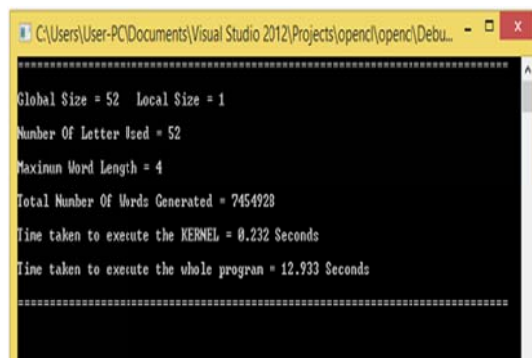 C:\Users\User-PC\Documents\Visual Studio 2012\Projects\opencl\opencl\Debu...
==============================================================================
Global Size = 52   Local Size = 1
Number Of Letter Used = 52
Maximum Word Length = 4
Total Number Of Words Generated = 7454928
Time taken to execute the KERNEL = 0.232 Seconds
Time taken to execute the whole program = 12.933 Seconds
==============================================================================